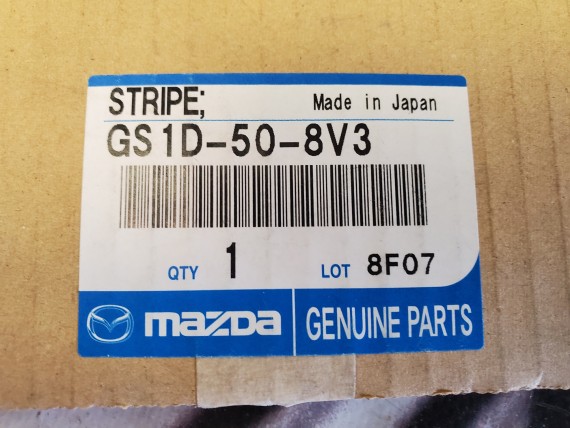 STRIPE; Made in Japan
GS1D-50-8V3
QTY 1 LOT 8F07
mazda GENUINE PARTS